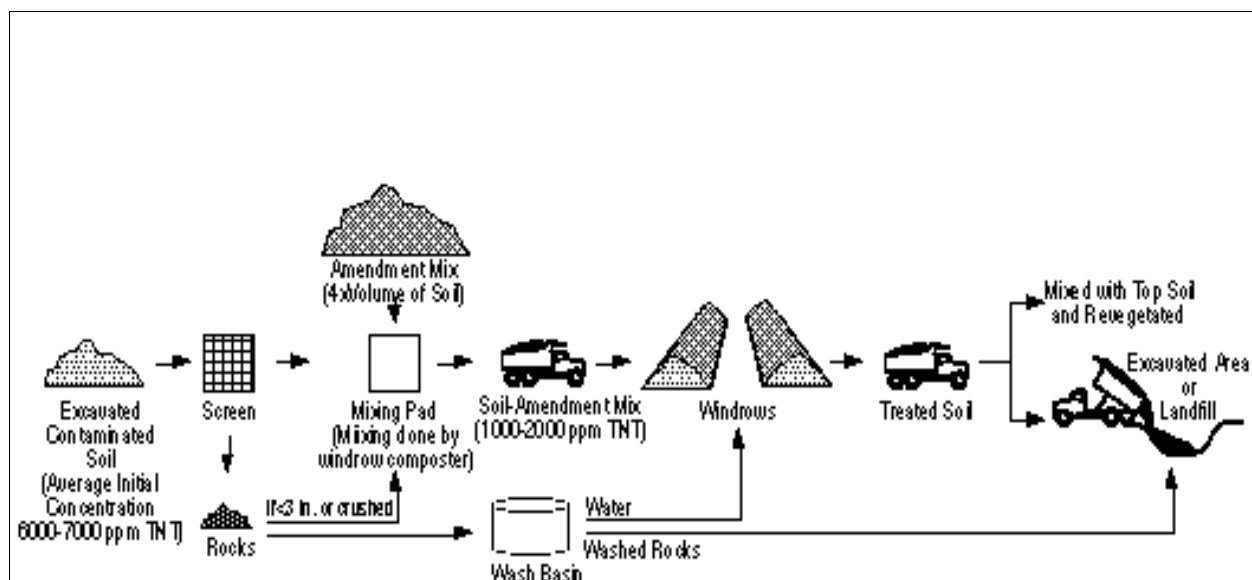 Amendment Mix
(4xVolume of Soil)
Mixed with Top Soil
and Revegetated
Excavated Area
or
Landfill
Excavated
Contaminated
Soil
(Average Initial
Concentration
6000-7000 ppm TNT)
Screen
Mixing Pad
(Mixing done by
windrow composter)
Soil-Amendment Mix
(1000-2000 ppm TNT)
Windrows
Treated Soil
If<3 in. or crushed
Rocks
Water
Washed Rocks
Wash Basin